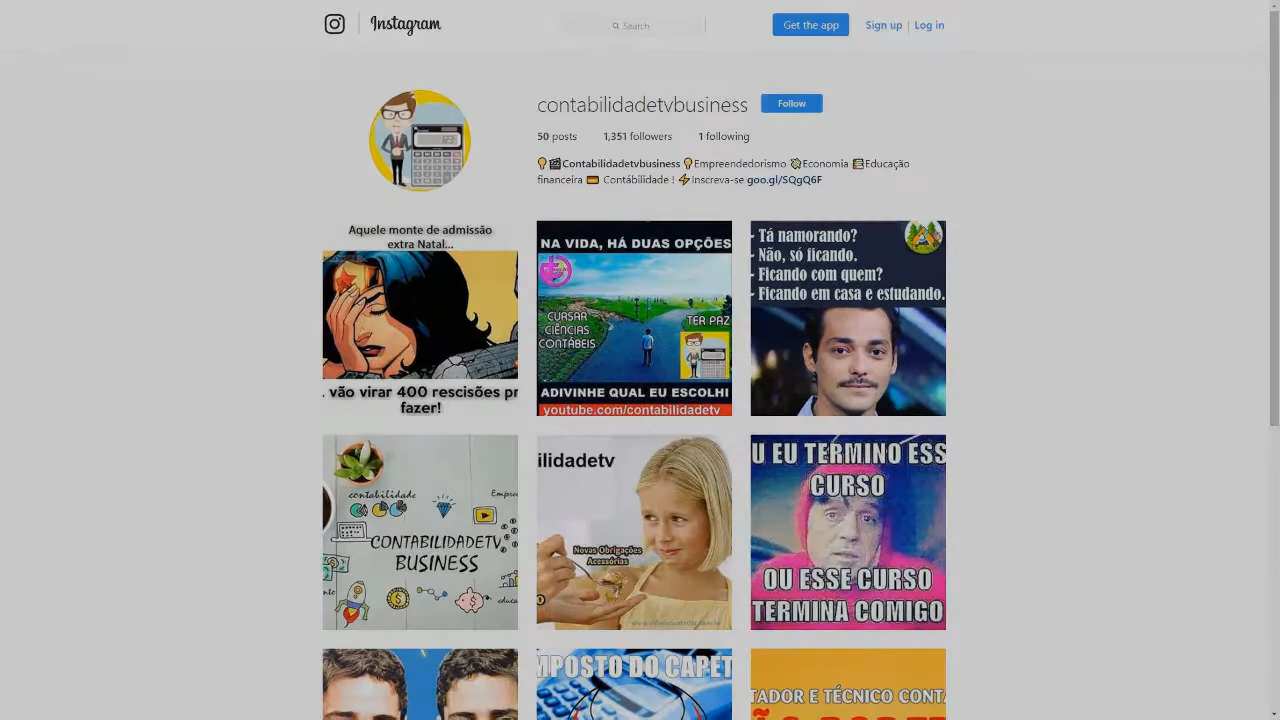 Instagram
Search
Get the app
Sign up
Log in
contabilidadetvbusiness
Follow
50 posts
1,351 followers
1 following
Contabilidadetvbusiness Empreendedorismo Economia Educação
financeira Contábilidade ! Inscreva-se goo.gl/SQgQ6F
Aquele monte de admissão
extra Natal...
. vão virar 400 rescisões pr
fazer!
NA VIDA, HÁ DUAS OPÇÕES
CURSAR
CIÊNCIAS
CONTÁBEIS
TER PAZ
ADIVINHE QUAL EU ESCOLHI
youtube.com/contabilidadetv
- Tá namorando?
- Não, só ficando.
- Ficando com quem?
- Ficando em casa e estudando.
contabilidade
Empre
CONTABILIDADETV
BUSINESS
nto
educa
ilidadetv
Novas Obrigações
Acessórias
U EU TERMINO ESS
CURSO
OU ESSE CURSO
TERMINA COMIGO
MPOSTO DO CAPET
TADOR E TÉCNICO CONTA